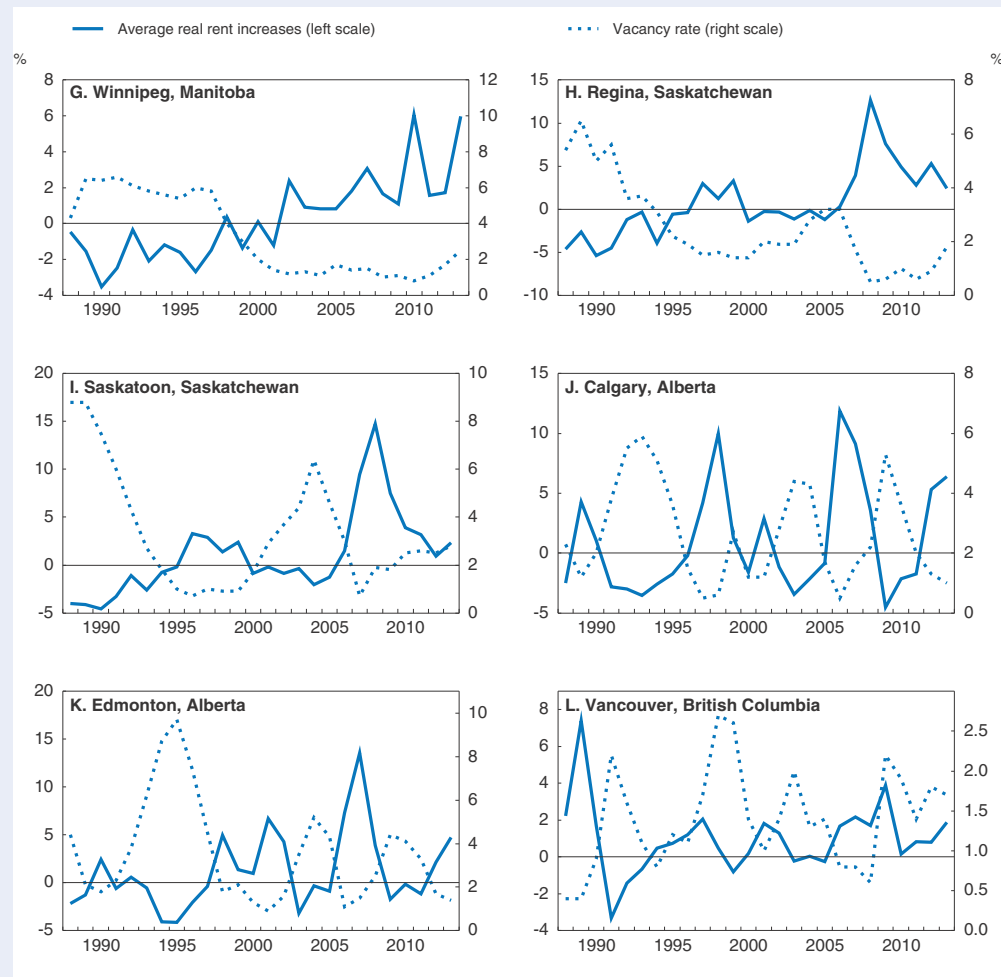 Average real rent increases (left scale) Vacancy rate (right scale)
% %
G. Winnipeg, Manitoba
8 6 4 2 0 -2 -4
12 10 8 6 4 2 0
1990 1995 2000 2005 2010
H. Regina, Saskatchewan
15 10 5 0 -5 -10
8 6 4 2 0
1990 1995 2000 2005 2010
I. Saskatoon, Saskatchewan
20 15 10 5 0 -5
10 8 6 4 2 0
1990 1995 2000 2005 2010
J. Calgary, Alberta
15 10 5 0 -5
8 6 4 2 0
1990 1995 2000 2005 2010
K. Edmonton, Alberta
20 15 10 5 0 -5
10 8 6 4 2 0
1990 1995 2000 2005 2010
L. Vancouver, British Columbia
8 6 4 2 0 -2 -4
2.5 2.0 1.5 1.0 0.5 0.0
1990 1995 2000 2005 2010